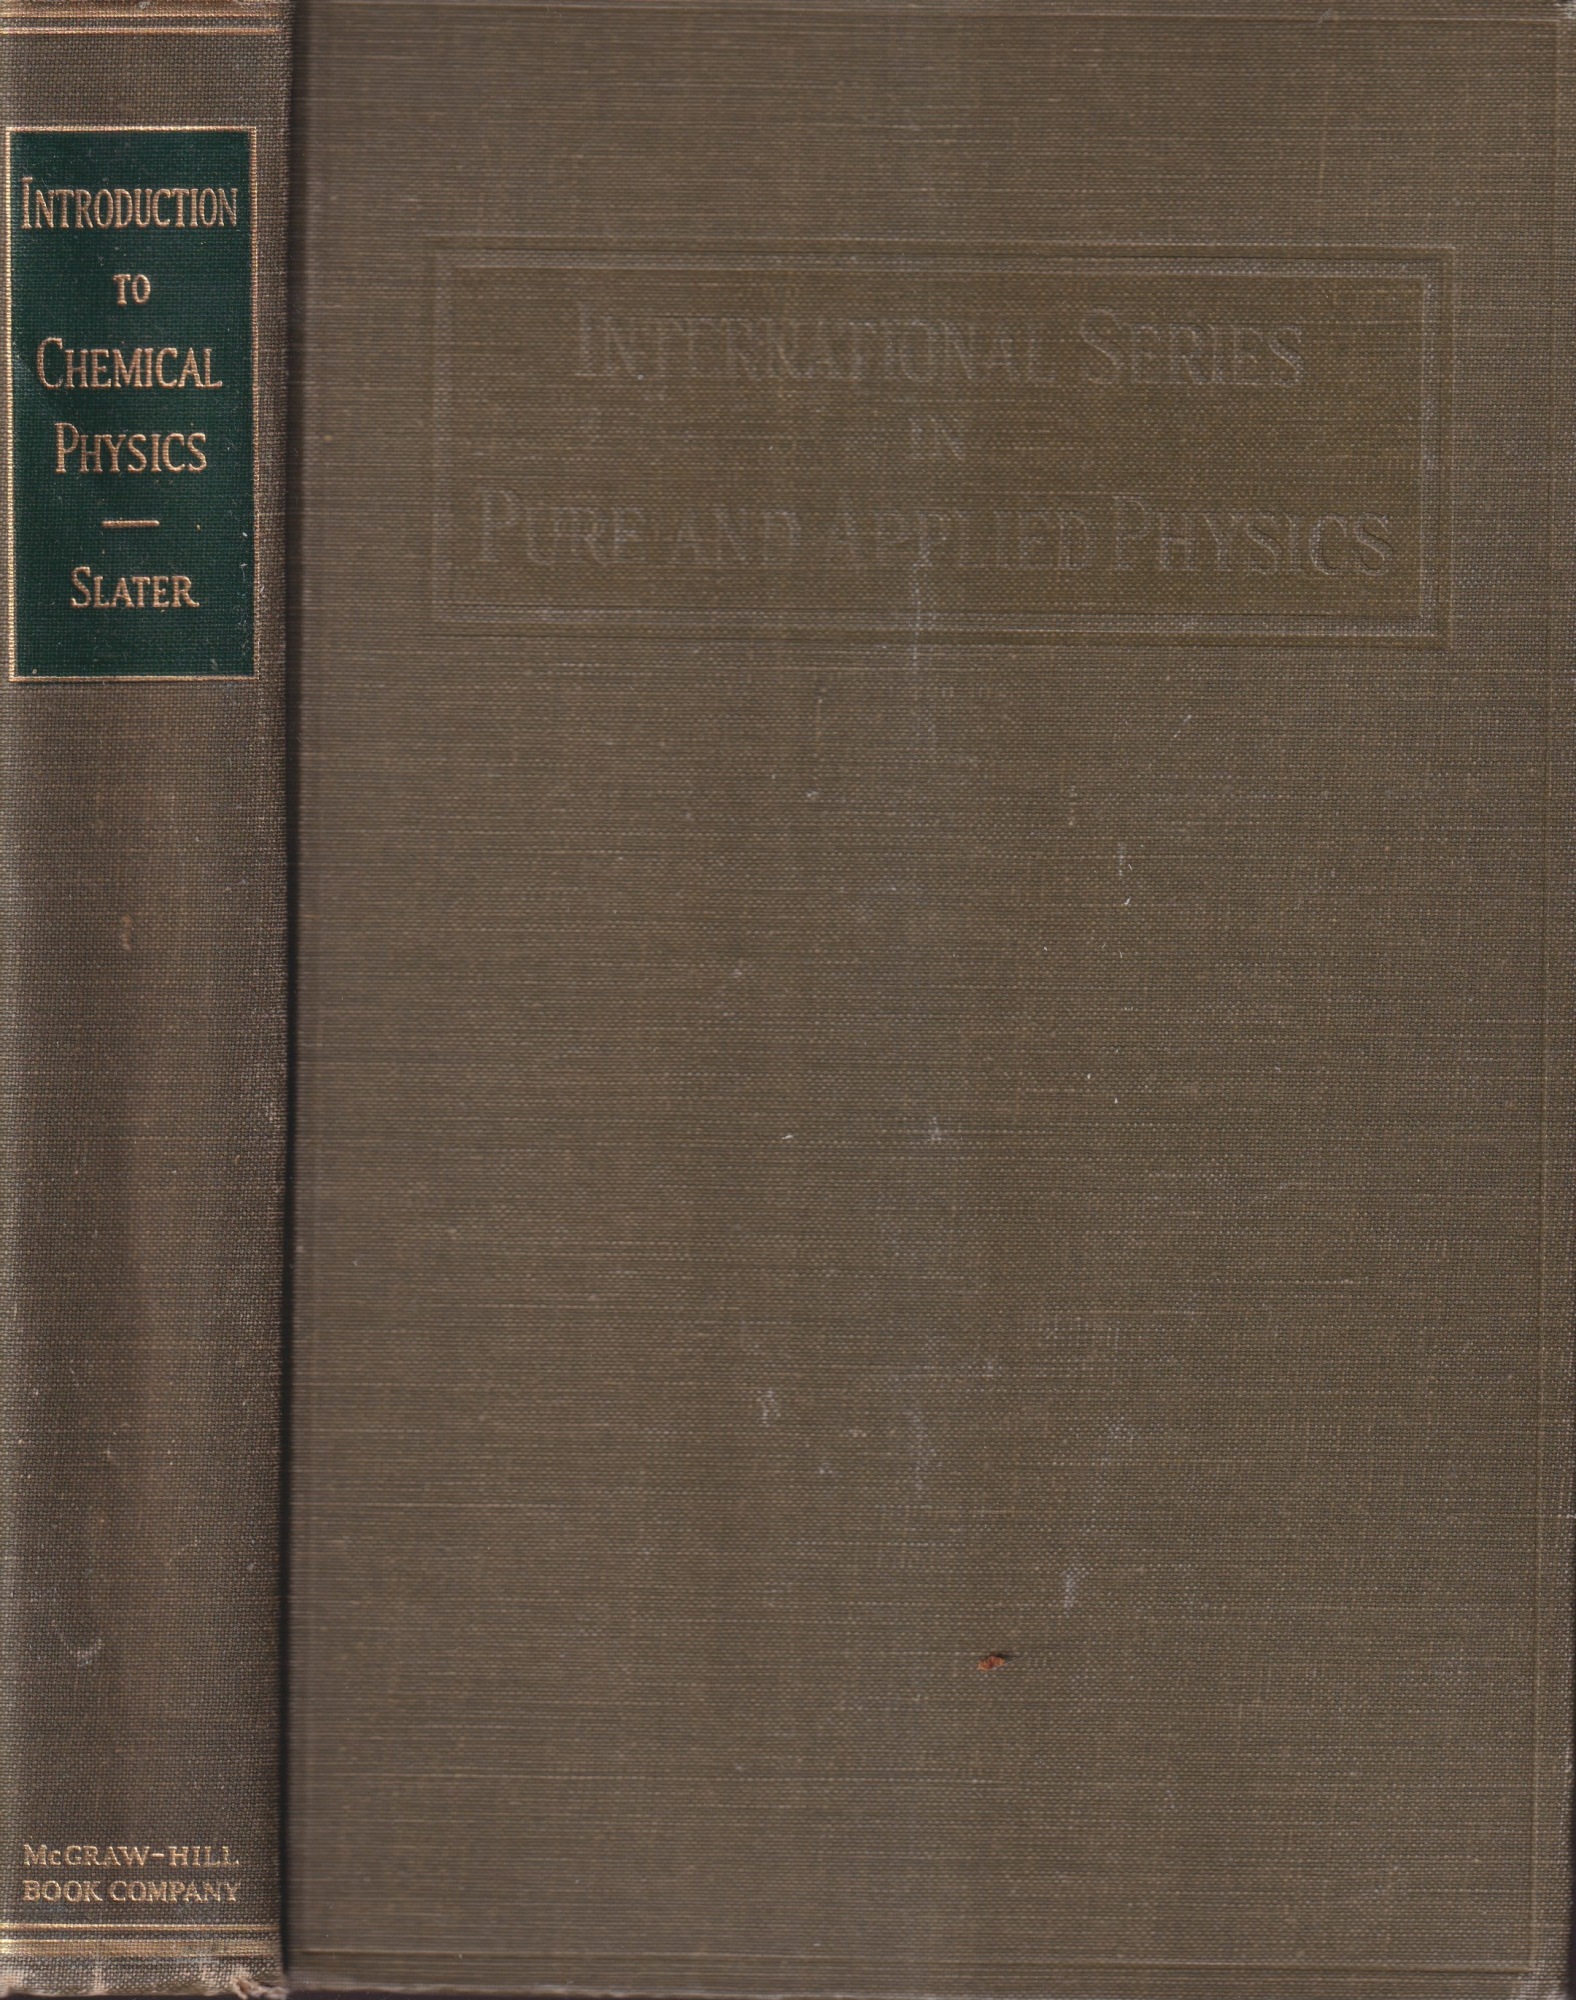 INTRODUCTION
TO
CHEMICAL
PHYSICS
SLATER
McGRAW-HILL
BOOK COMPANY
INTERNATIONAL SERIES
IN
PURE AND APPLIED PHYSICS